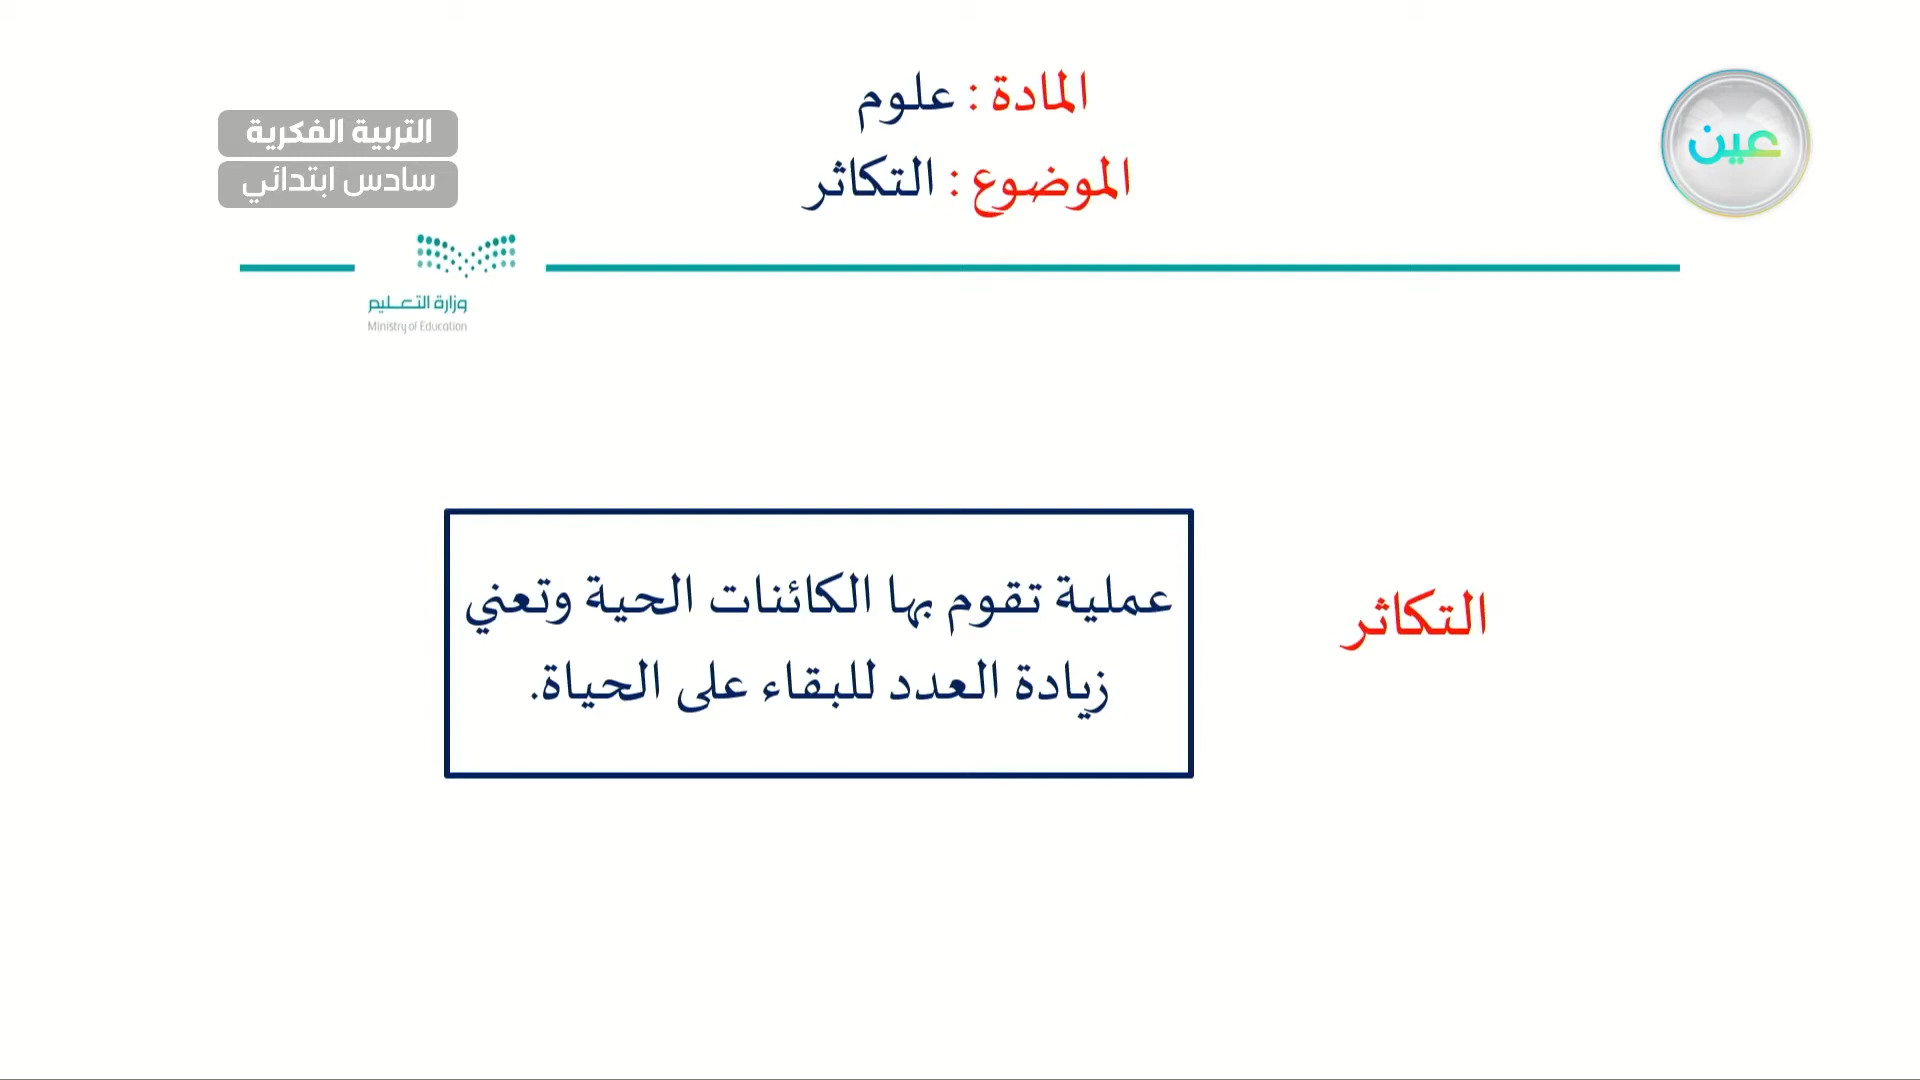 المادة : علوم
الموضوع : التكاثر
عين
التربية الفكرية
سادس ابتدائي
وزارة التعليم
Ministry of Education
التكاثر
عملية تقوم بها الكائنات الحية وتعني
زيادة العدد للبقاء على الحياة.